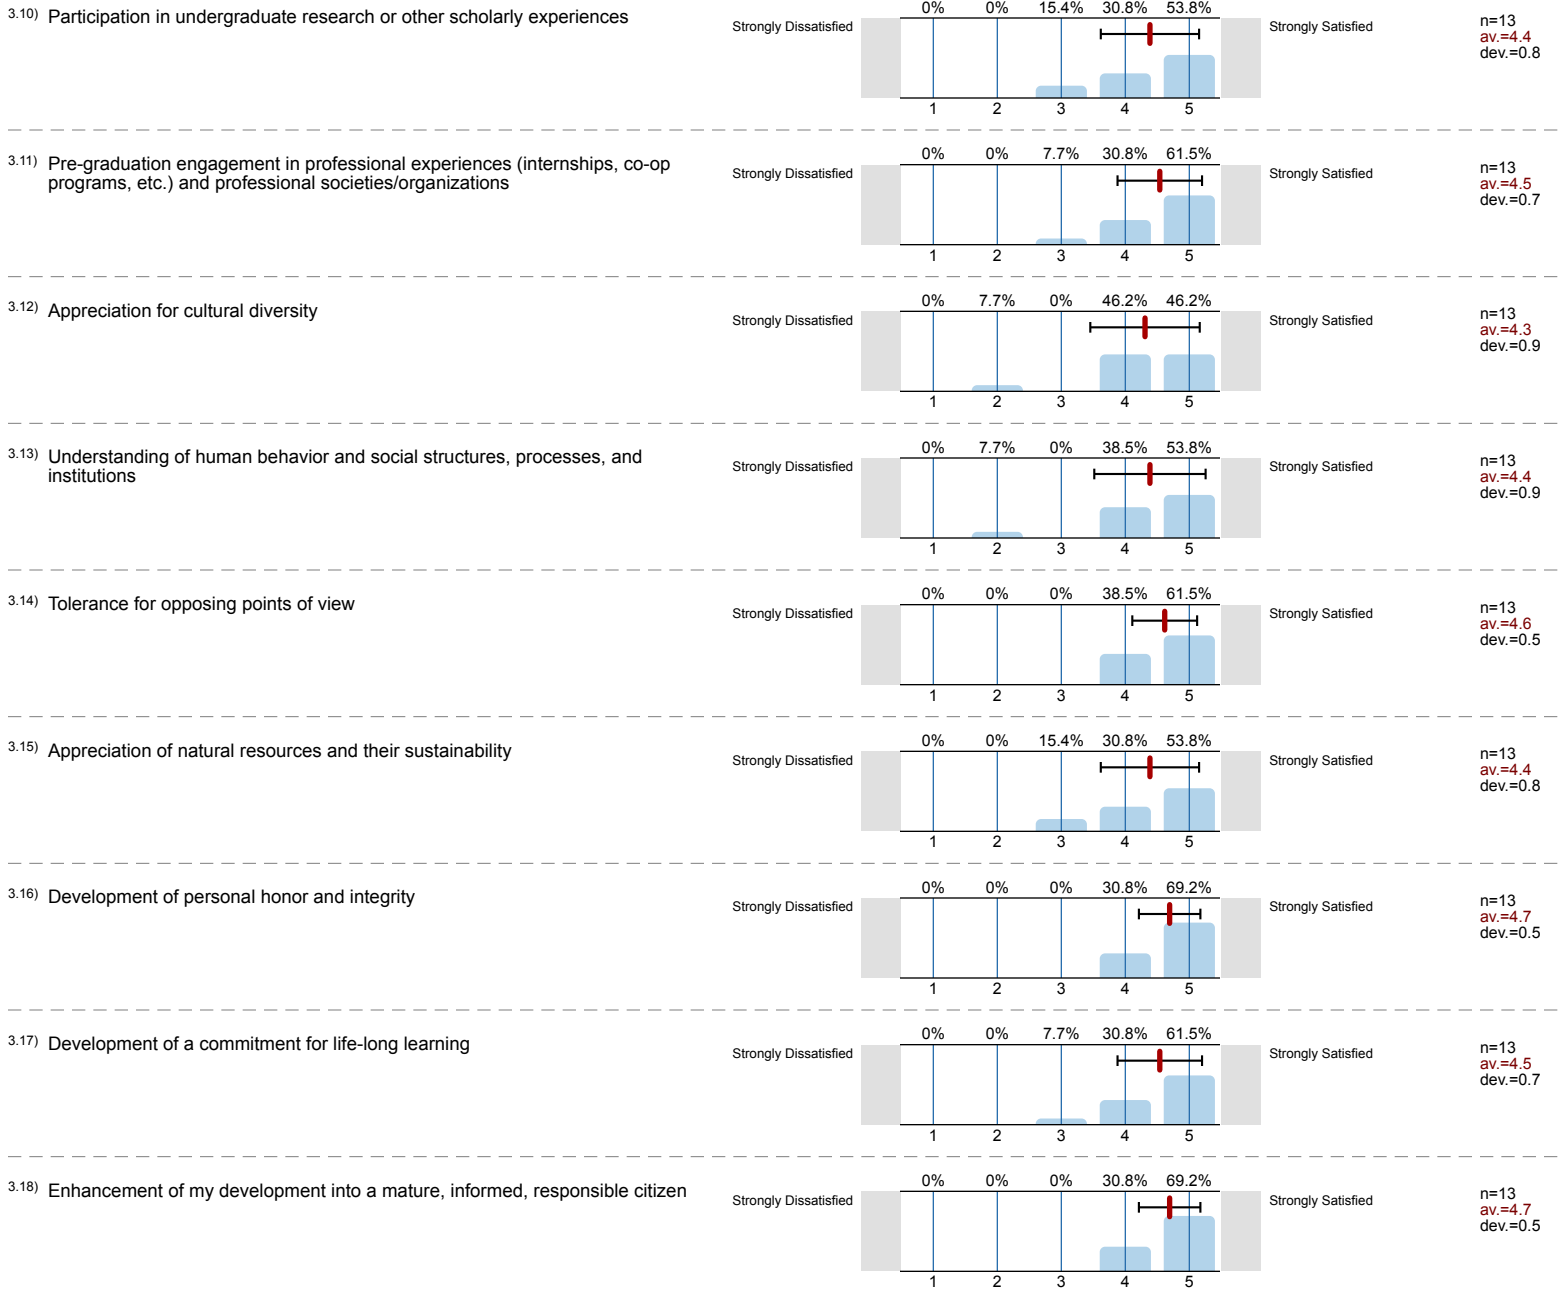 3.10) Participation in undergraduate research or other scholarly experiences
Strongly Dissatisfied
0% 0% 15.4% 30.8% 53.8%
1 2 3 4 5
Strongly Satisfied
n=13
av.=4.4
dev.=0.8
3.11) Pre-graduation engagement in professional experiences (internships, co-op
programs, etc.) and professional societies/organizations
Strongly Dissatisfied
0% 0% 7.7% 30.8% 61.5%
1 2 3 4 5
Strongly Satisfied
n=13
av.=4.5
dev.=0.7
3.12) Appreciation for cultural diversity
Strongly Dissatisfied
0% 7.7% 0% 46.2% 46.2%
1 2 3 4 5
Strongly Satisfied
n=13
av.=4.3
dev.=0.9
3.13) Understanding of human behavior and social structures, processes, and
institutions
Strongly Dissatisfied
0% 7.7% 0% 38.5% 53.8%
1 2 3 4 5
Strongly Satisfied
n=13
av.=4.4
dev.=0.9
3.14) Tolerance for opposing points of view
Strongly Dissatisfied
0% 0% 0% 38.5% 61.5%
1 2 3 4 5
Strongly Satisfied
n=13
av.=4.6
dev.=0.5
3.15) Appreciation of natural resources and their sustainability
Strongly Dissatisfied
0% 0% 15.4% 30.8% 53.8%
1 2 3 4 5
Strongly Satisfied
n=13
av.=4.4
dev.=0.8
3.16) Development of personal honor and integrity
Strongly Dissatisfied
0% 0% 0% 30.8% 69.2%
1 2 3 4 5
Strongly Satisfied
n=13
av.=4.7
dev.=0.5
3.17) Development of a commitment for life-long learning
Strongly Dissatisfied
0% 0% 7.7% 30.8% 61.5%
1 2 3 4 5
Strongly Satisfied
n=13
av.=4.5
dev.=0.7
3.18) Enhancement of my development into a mature, informed, responsible citizen
Strongly Dissatisfied
0% 0% 0% 30.8% 69.2%
1 2 3 4 5
Strongly Satisfied
n=13
av.=4.7
dev.=0.5